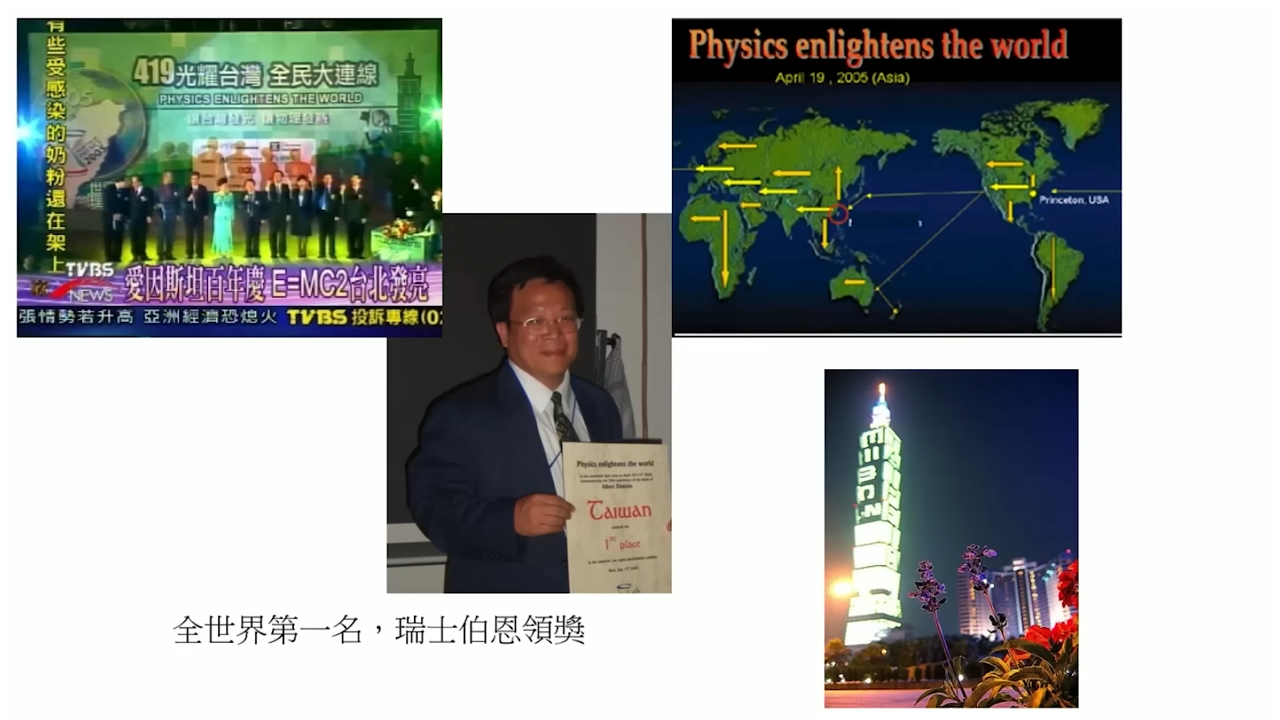 有些受感染的奶粉還在架上
419光耀台灣 全民大連線
PHYSICS ENLIGHTENS THE WORLD
2005
TVBS
NEWS
愛因斯坦百年慶 E=MC2台北發亮
張情勢若升高 亞洲經濟恐熄火 TVBS 投訴專線(02
Physics enlightens the world
April 19 , 2005 (Asia)
Princeton, USA
Physics enlightens the world
Albert Einstein
Taiwan
1st place
E=MC2
全世界第一名，瑞士伯恩領獎